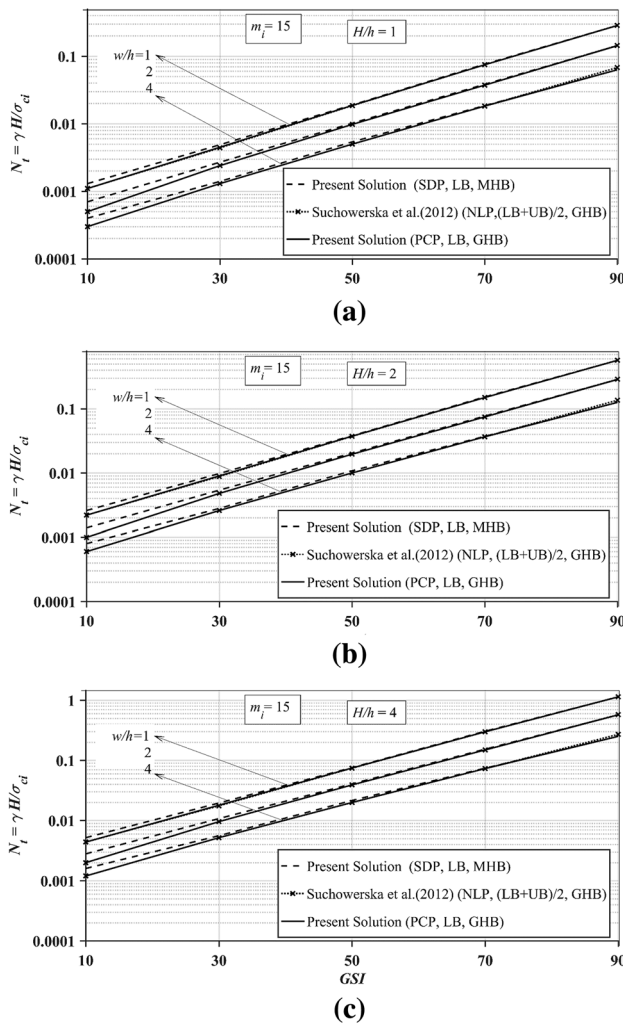 m_i = 15
H/h = 1
w/h=1
2
4
0.1
0.01
0.001
0.0001
N_t = γ H/σ_ci
Present Solution (SDP, LB, MHB)
Suchowerska et al.(2012) (NLP,(LB+UB)/2, GHB)
Present Solution (PCP, LB, GHB)
10 30 50 70 90
(a)
m_i = 15
H/h = 2
w/h=1
2
4
0.1
0.01
0.001
0.0001
N_t = γ H/σ_ci
Present Solution (SDP, LB, MHB)
Suchowerska et al.(2012) (NLP, (LB+UB)/2, GHB)
Present Solution (PCP, LB, GHB)
10 30 50 70 90
(b)
m_i = 15
H/h = 4
w/h=1
2
4
1
0.1
0.01
0.001
0.0001
N_t = γ H/σ_ci
Present Solution (SDP, LB, MHB)
Suchowerska et al.(2012) (NLP, (LB+UB)/2, GHB)
Present Solution (PCP, LB, GHB)
10 30 50 70 90
GSI
(c)